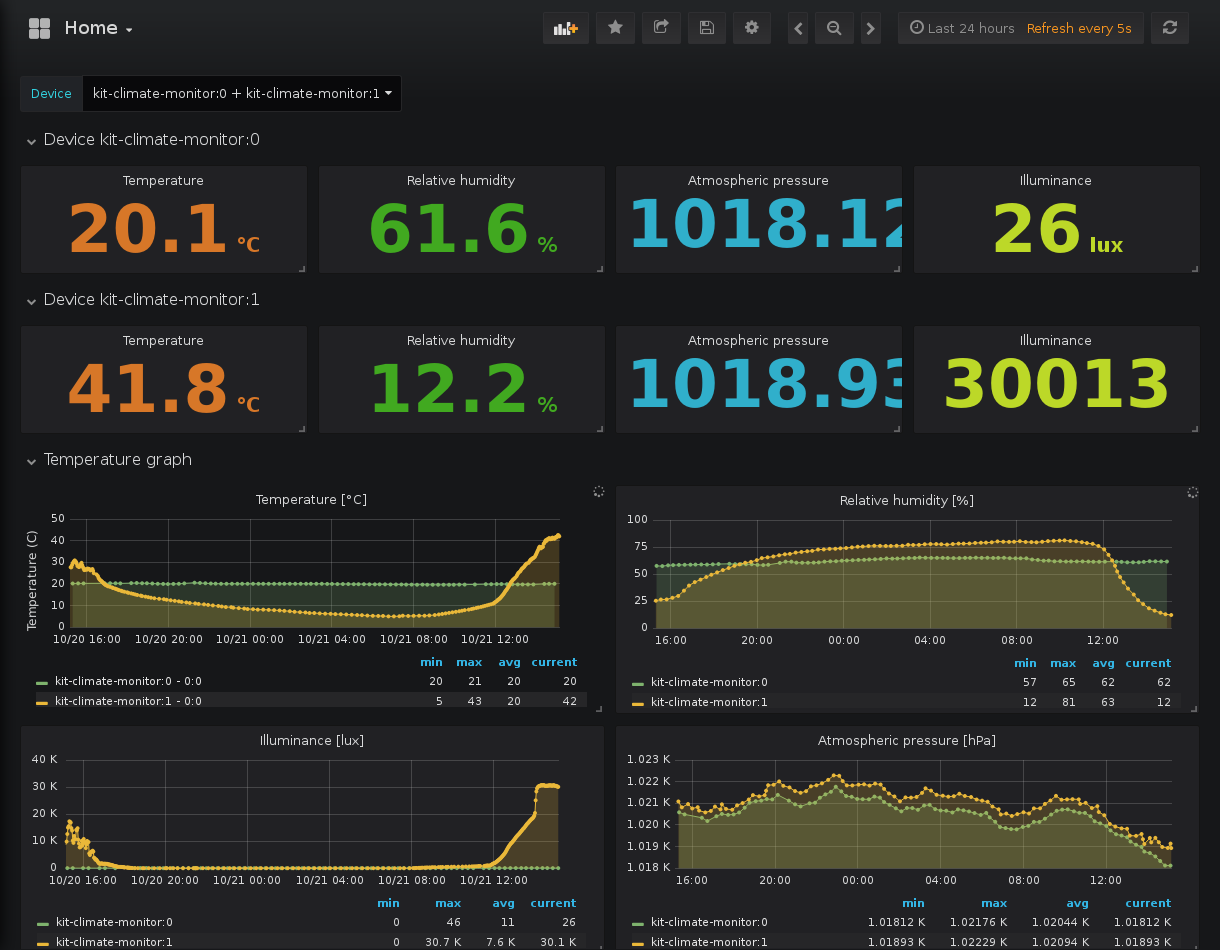 Home
Last 24 hours Refresh every 5s
Device kit-climate-monitor:0 + kit-climate-monitor:1
Device kit-climate-monitor:0
Temperature Relative humidity Atmospheric pressure Illuminance
20.1 °C 61.6 % 1018.12 26 lux
Device kit-climate-monitor:1
Temperature Relative humidity Atmospheric pressure Illuminance
41.8 °C 12.2 % 1018.93 30013
Temperature graph
Temperature [°C]
Temperature (C)
50
40
30
20
10
0
10/20 16:00 10/20 20:00 10/21 00:00 10/21 04:00 10/21 08:00 10/21 12:00
min max avg current
kit-climate-monitor:0 - 0:0 20 21 20 20
kit-climate-monitor:1 - 0:0 5 43 20 42
Relative humidity [%]
100
75
50
25
0
16:00 20:00 00:00 04:00 08:00 12:00
min max avg current
kit-climate-monitor:0 57 65 62 62
kit-climate-monitor:1 12 81 63 12
Illuminance [lux]
40 K
30 K
20 K
10 K
0
10/20 16:00 10/20 20:00 10/21 00:00 10/21 04:00 10/21 08:00 10/21 12:00
min max avg current
kit-climate-monitor:0 0 46 11 26
kit-climate-monitor:1 0 30.7 K 7.6 K 30.1 K
Atmospheric pressure [hPa]
1.023 K
1.022 K
1.021 K
1.020 K
1.019 K
1.018 K
16:00 20:00 00:00 04:00 08:00 12:00
min max avg current
kit-climate-monitor:0 1.01812 K 1.02176 K 1.02044 K 1.01812 K
kit-climate-monitor:1 1.01893 K 1.02229 K 1.02094 K 1.01893 K